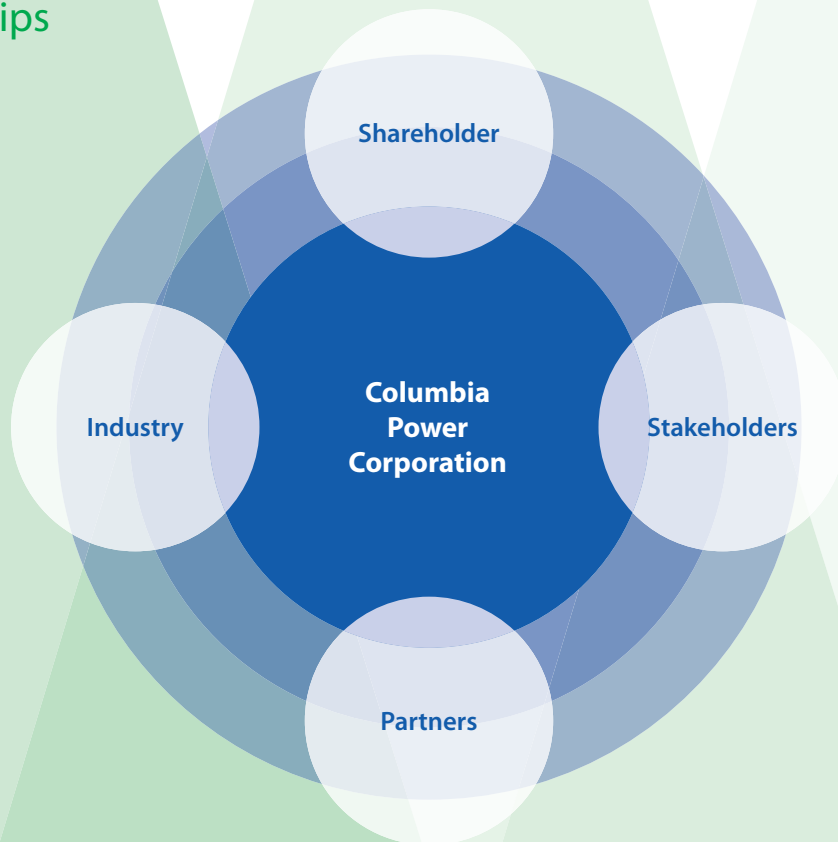 ips
Shareholder
Industry
Columbia
Power
Corporation
Stakeholders
Partners